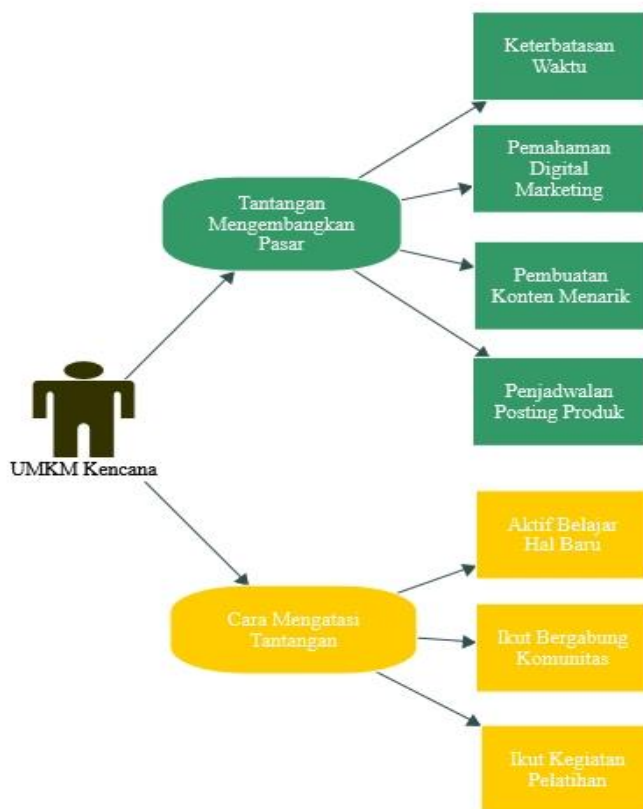 Keterbatasan
Waktu
Pemahaman
Digital
Marketing
Tantangan
Mengembangkan
Pasar
Pembuatan
Konten Menarik
Penjadwalan
Posting Produk
UMKM Kencana
Aktif Belajar
Hal Baru
Cara Mengatasi
Tantangan
Ikut Bergabung
Komunitas
Ikut Kegiatan
Pelatihan